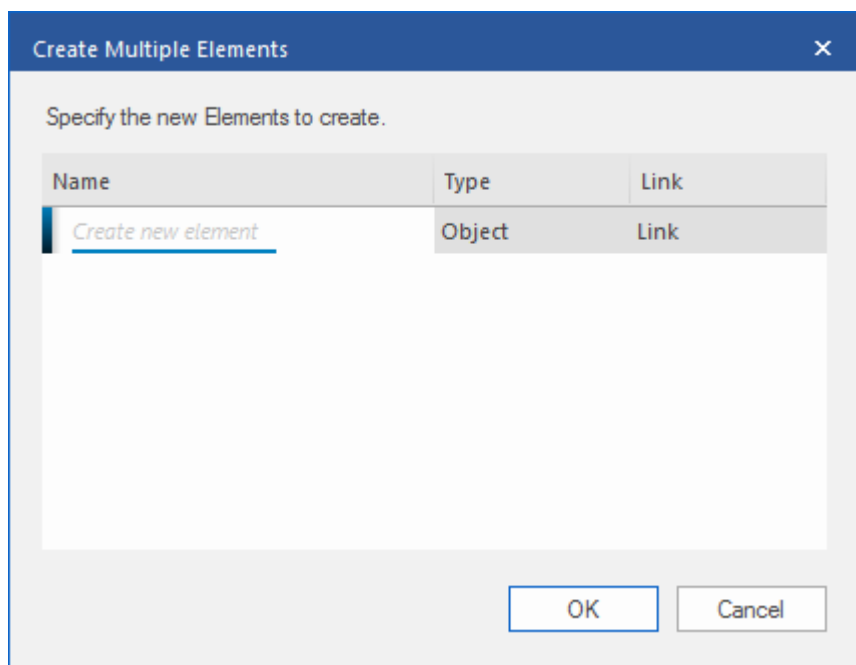 Create Multiple Elements
Specify the new Elements to create.
Name Type Link
Create new element Object Link
OK Cancel